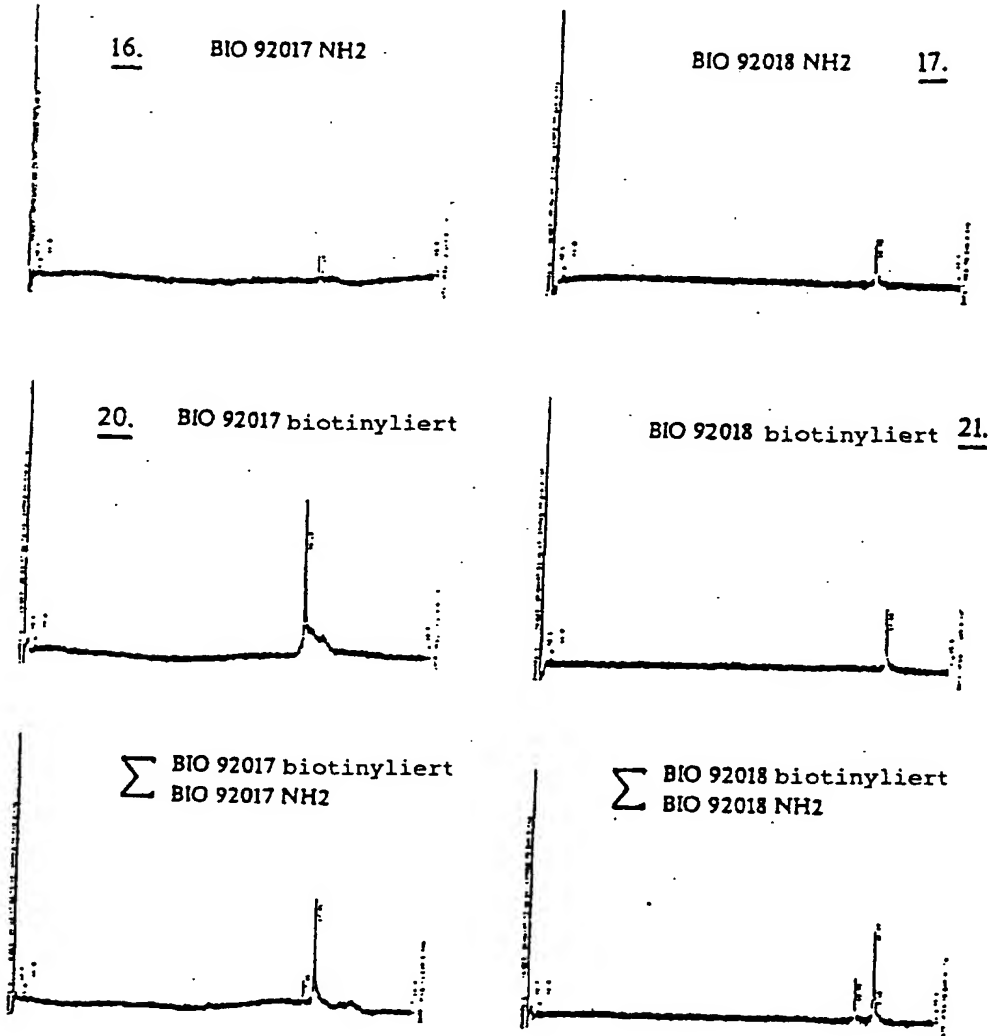 16. BIO 92017 NH2
BIO 92018 NH2 17.
20. BIO 92017 biotinyliert
BIO 92018 biotinyliert 21.
∑ BIO 92017 biotinyliert
BIO 92017 NH2
∑ BIO 92018 biotinyliert
BIO 92018 NH2